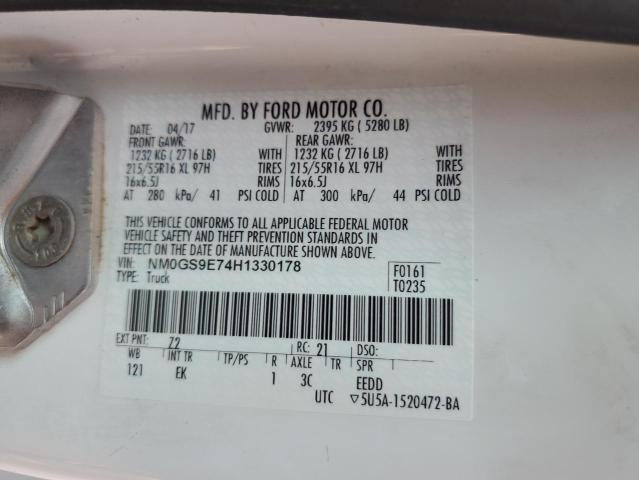 MFD. BY FORD MOTOR CO.
DATE: 04/17 GVWR: 2395 KG ( 5280 LB)
FRONT GAWR: REAR GAWR:
1232 KG ( 2716 LB) WITH 1232 KG ( 2716 LB) WITH
215/55R16 XL 97H TIRES 215/55R16 XL 97H TIRES
16x6.5J RIMS 16x6.5J RIMS
AT 280 kPa/ 41 PSI COLD AT 300 kPa/ 44 PSI COLD
THIS VEHICLE CONFORMS TO ALL APPLICABLE FEDERAL MOTOR
VEHICLE SAFETY AND THEFT PREVENTION STANDARDS IN
EFFECT ON THE DATE OF MANUFACTURE SHOWN ABOVE.
VIN: NM0GS9E74H1330178 F0161
TYPE: Truck T0235
EXT PNT: Z2 RC: 21 DSO:
WB INT TR TP/PS R AXLE TR SPR
121 EK 1 3C EEDD
UTC ▽5U5A-1520472-BA